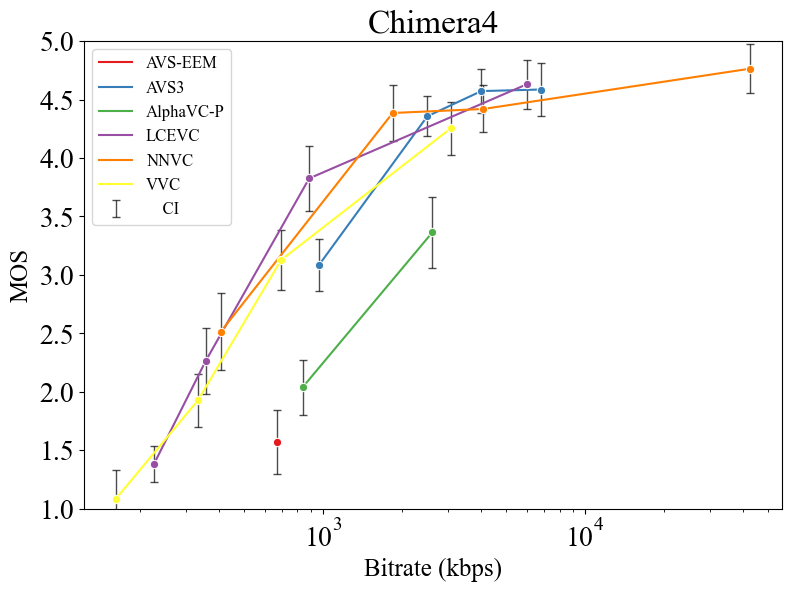 Chimera4
5.0
4.5
4.0
3.5
3.0
2.5
2.0
1.5
1.0
MOS
AVS-EEM
AVS3
AlphaVC-P
LCEVC
NNVC
VVC
CI
10³
10⁴
Bitrate (kbps)